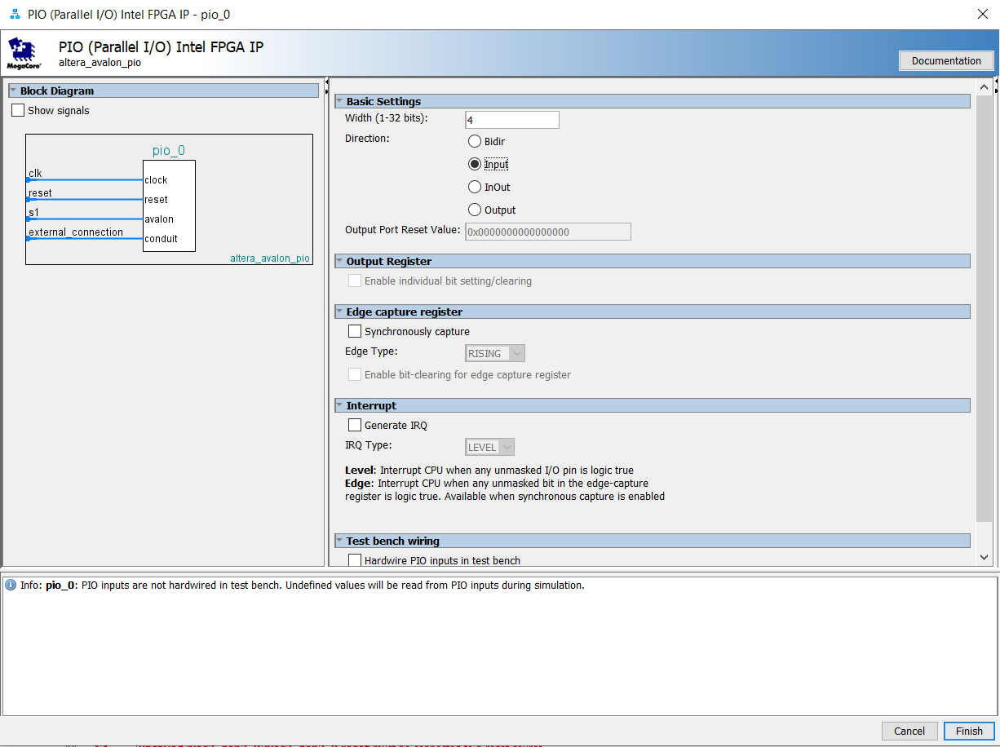 PIO (Parallel I/O) Intel FPGA IP - pio_0
MegaCore®
PIO (Parallel I/O) Intel FPGA IP
altera_avalon_pio
Documentation
Block Diagram
Show signals
pio_0
clk
clock
reset
reset
s1
avalon
external_connection
conduit
altera_avalon_pio
Basic Settings
Width (1-32 bits): 4
Direction:
Bidir
Input
InOut
Output
Output Port Reset Value: 0x0000000000000000
Output Register
Enable individual bit setting/clearing
Edge capture register
Synchronously capture
Edge Type: RISING
Enable bit-clearing for edge capture register
Interrupt
Generate IRQ
IRQ Type: LEVEL
Level: Interrupt CPU when any unmasked I/O pin is logic true
Edge: Interrupt CPU when any unmasked bit in the edge-capture
register is logic true. Available when synchronous capture is enabled
Test bench wiring
Hardwire PIO inputs in test bench
Info: pio_0: PIO inputs are not hardwired in test bench. Undefined values will be read from PIO inputs during simulation.
Cancel
Finish